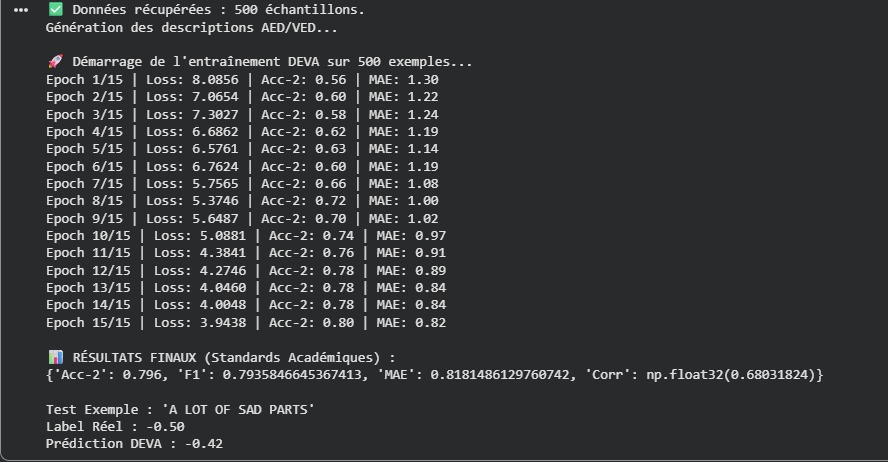 ✅ Données récupérées : 500 échantillons.
Génération des descriptions AED/VED...
🚀 Démarrage de l'entraînement DEVA sur 500 exemples...
Epoch 1/15 | Loss: 8.0856 | Acc-2: 0.56 | MAE: 1.30
Epoch 2/15 | Loss: 7.0654 | Acc-2: 0.60 | MAE: 1.22
Epoch 3/15 | Loss: 7.3027 | Acc-2: 0.58 | MAE: 1.24
Epoch 4/15 | Loss: 6.6862 | Acc-2: 0.62 | MAE: 1.19
Epoch 5/15 | Loss: 6.5761 | Acc-2: 0.63 | MAE: 1.14
Epoch 6/15 | Loss: 6.7624 | Acc-2: 0.60 | MAE: 1.19
Epoch 7/15 | Loss: 5.7565 | Acc-2: 0.66 | MAE: 1.08
Epoch 8/15 | Loss: 5.3746 | Acc-2: 0.72 | MAE: 1.00
Epoch 9/15 | Loss: 5.6487 | Acc-2: 0.70 | MAE: 1.02
Epoch 10/15 | Loss: 5.0881 | Acc-2: 0.74 | MAE: 0.97
Epoch 11/15 | Loss: 4.3841 | Acc-2: 0.76 | MAE: 0.91
Epoch 12/15 | Loss: 4.2746 | Acc-2: 0.78 | MAE: 0.89
Epoch 13/15 | Loss: 4.0460 | Acc-2: 0.78 | MAE: 0.84
Epoch 14/15 | Loss: 4.0048 | Acc-2: 0.78 | MAE: 0.84
Epoch 15/15 | Loss: 3.9438 | Acc-2: 0.80 | MAE: 0.82
📊 RÉSULTATS FINAUX (Standards Académiques) :
{'Acc-2': 0.796, 'F1': 0.7935846645367413, 'MAE': 0.8181486129760742, 'Corr': np.float32(0.68031824)}
Test Exemple : 'A LOT OF SAD PARTS'
Label Réel : -0.50
Prédiction DEVA : -0.42